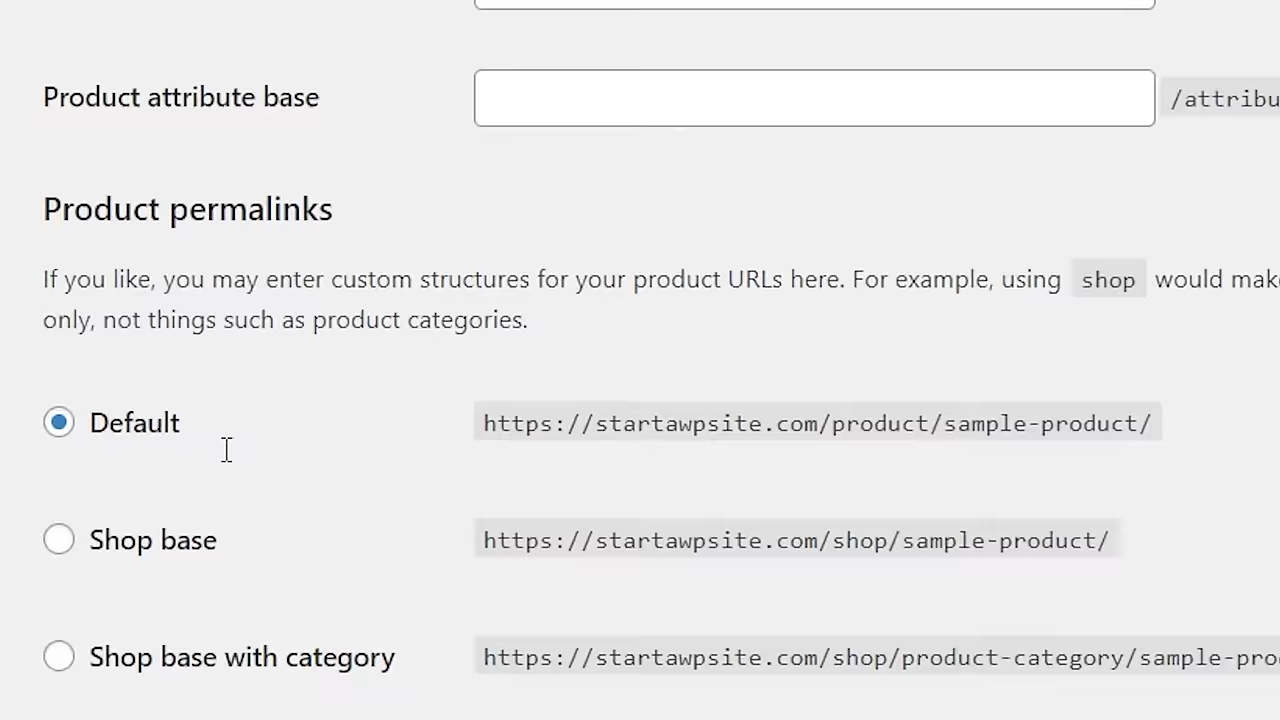 Product attribute base
/attribu
Product permalinks
If you like, you may enter custom structures for your product URLs here. For example, using shop would make
only, not things such as product categories.
Default https://startawpsite.com/product/sample-product/
Shop base https://startawpsite.com/shop/sample-product/
Shop base with category https://startawpsite.com/shop/product-category/sample-pro